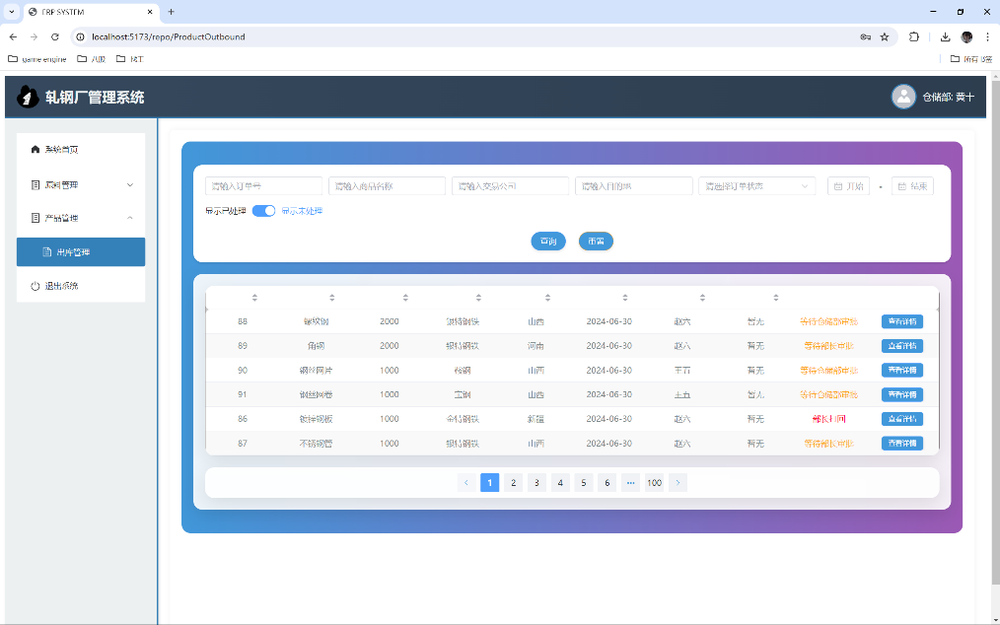 ERP SYSTEM
localhost:5173/repo/ProductOutbound
game engine
八股
所有书签
轧钢厂管理系统
仓储部: 黄十
系统首页
原料管理
产品管理
出库管理
退出系统
请输入订单号 请输入商品名称 请输入交易公司 请输入目的地 请选择订单状态 开始 - 结束
显示已处理 显示未处理
查询 重置
88 螺纹钢 2000 银特钢铁 山西 2024-06-30 赵六 暂无 等待仓储部审批 查看详情
89 角钢 2000 银特钢铁 河南 2024-06-30 赵六 暂无 等待部长审批 查看详情
90 钢丝网片 1000 鞍钢 山西 2024-06-30 王五 暂无 等待仓储部审批 查看详情
91 钢丝网卷 1000 宝钢 山西 2024-06-30 王五 暂无 等待仓储部审批 查看详情
86 镀锌钢板 1000 金特钢铁 新疆 2024-06-30 赵六 暂无 部长打回 查看详情
87 不锈钢管 1000 银特钢铁 山西 2024-06-30 赵六 暂无 等待部长审批 查看详情
1 2 3 4 5 6 ••• 100